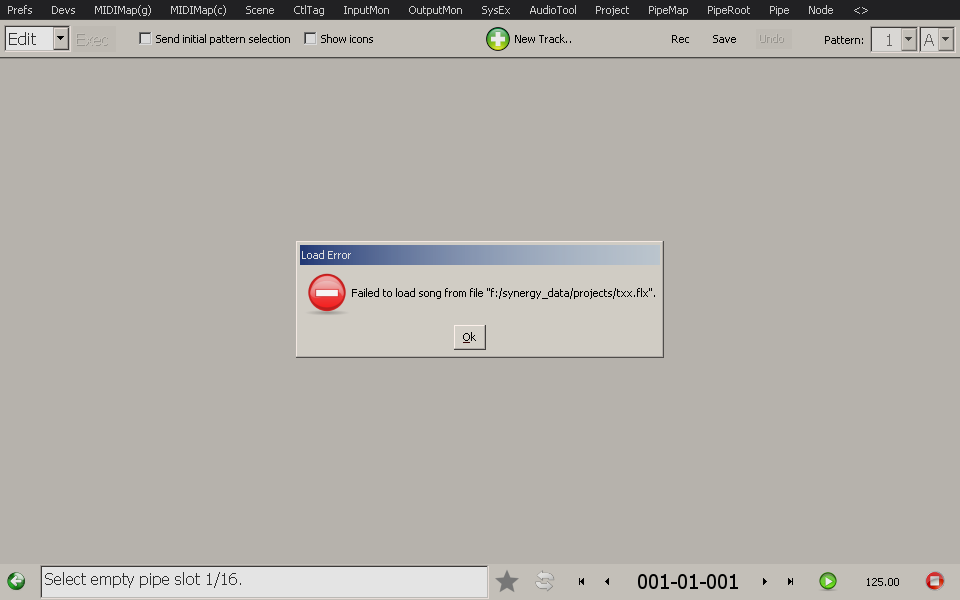 Prefs Devs MIDIMap(g) MIDIMap(c) Scene CtlTag InputMon OutputMon SysEx AudioTool Project PipeMap PipeRoot Pipe Node <>
Edit Exec Send initial pattern selection Show icons New Track.. Rec Save Undo Pattern: 1 A
Load Error
Failed to load song from file "f:/synergy_data/projects/txx.flx".
Ok
Select empty pipe slot 1/16. 001-01-001 125.00